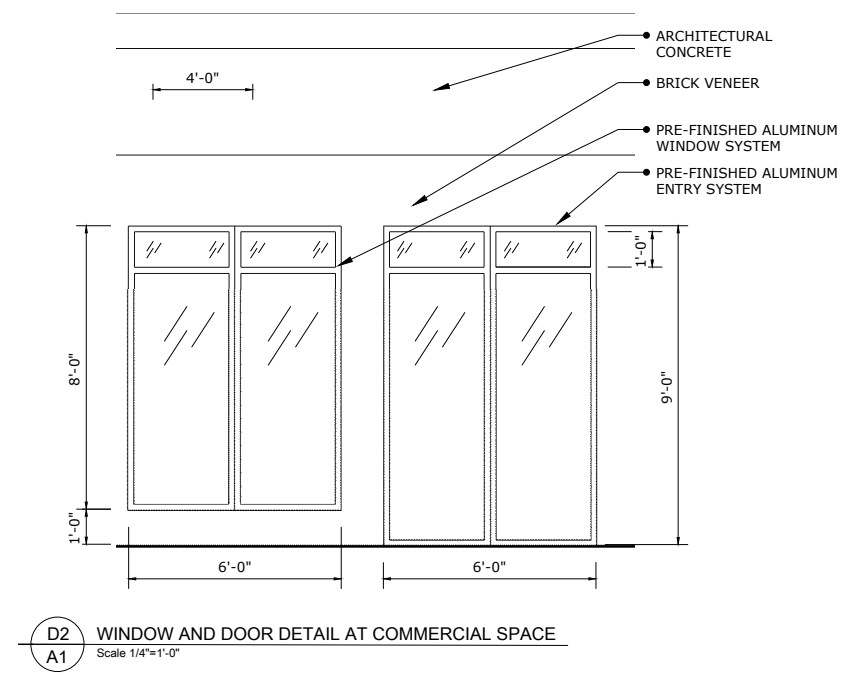 ARCHITECTURAL
CONCRETE
4'-0"
BRICK VENEER
PRE-FINISHED ALUMINUM
WINDOW SYSTEM
PRE-FINISHED ALUMINUM
ENTRY SYSTEM
1'-0"
8'-0"
9'-0"
1'-0"
6'-0"
6'-0"
D2
WINDOW AND DOOR DETAIL AT COMMERCIAL SPACE
A1
Scale 1/4"=1'-0"